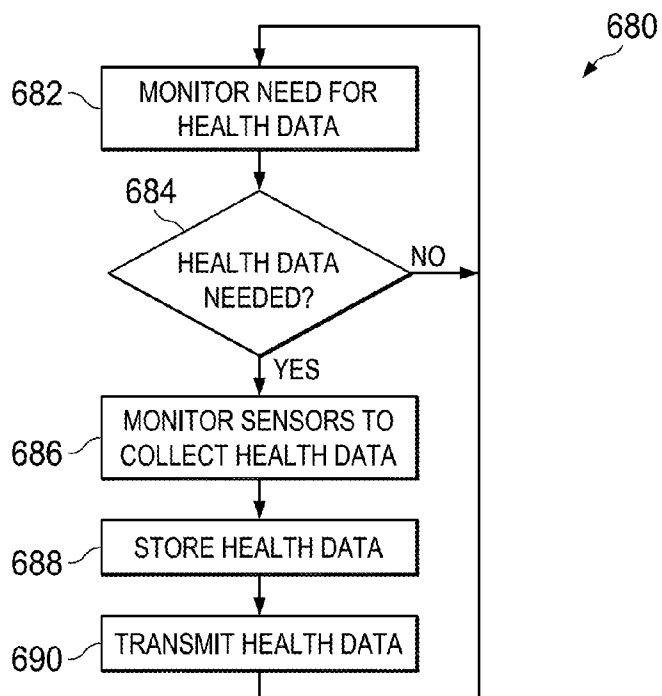 680
682
MONITOR NEED FOR
HEALTH DATA
684
HEALTH DATA
NEEDED?
NO
YES
686
MONITOR SENSORS TO
COLLECT HEALTH DATA
688
STORE HEALTH DATA
690
TRANSMIT HEALTH DATA